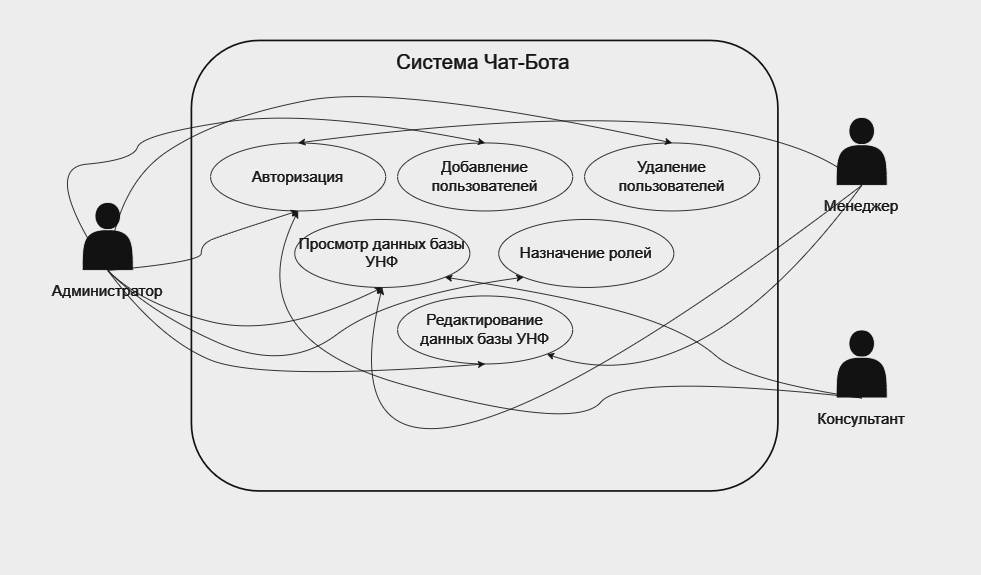 Система Чат-Бота
Авторизация
Добавление
пользователей
Удаление
пользователей
Менеджер
Просмотр данных базы
УНФ
Назначение ролей
Администратор
Редактирование
данных базы УНФ
Консультант